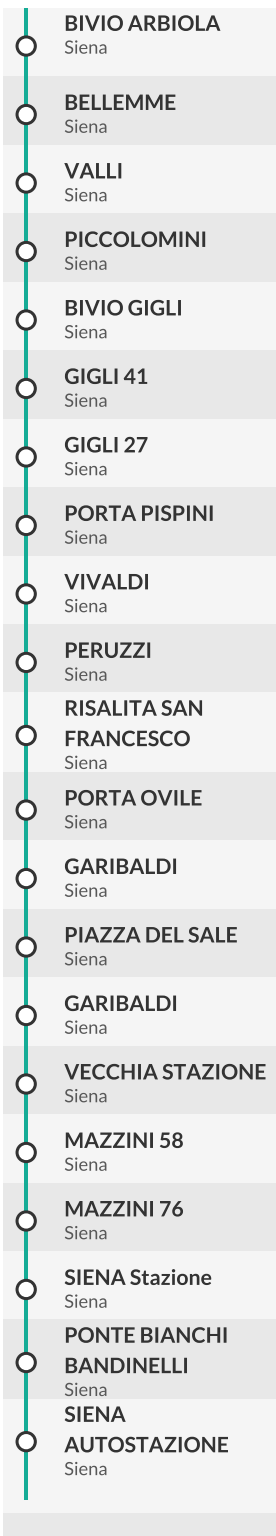 BIVIO ARBIOLA
Siena
BELLEMME
Siena
VALLI
Siena
PICCOLOMINI
Siena
BIVIO GIGLI
Siena
GIGLI 41
Siena
GIGLI 27
Siena
PORTA PISPINI
Siena
VIVALDI
Siena
PERUZZI
Siena
RISALITA SAN
FRANCESCO
Siena
PORTA OVILE
Siena
GARIBALDI
Siena
PIAZZA DEL SALE
Siena
GARIBALDI
Siena
VECCHIA STAZIONE
Siena
MAZZINI 58
Siena
MAZZINI 76
Siena
SIENA Stazione
Siena
PONTE BIANCHI
BANDINELLI
Siena
SIENA
AUTOSTAZIONE
Siena